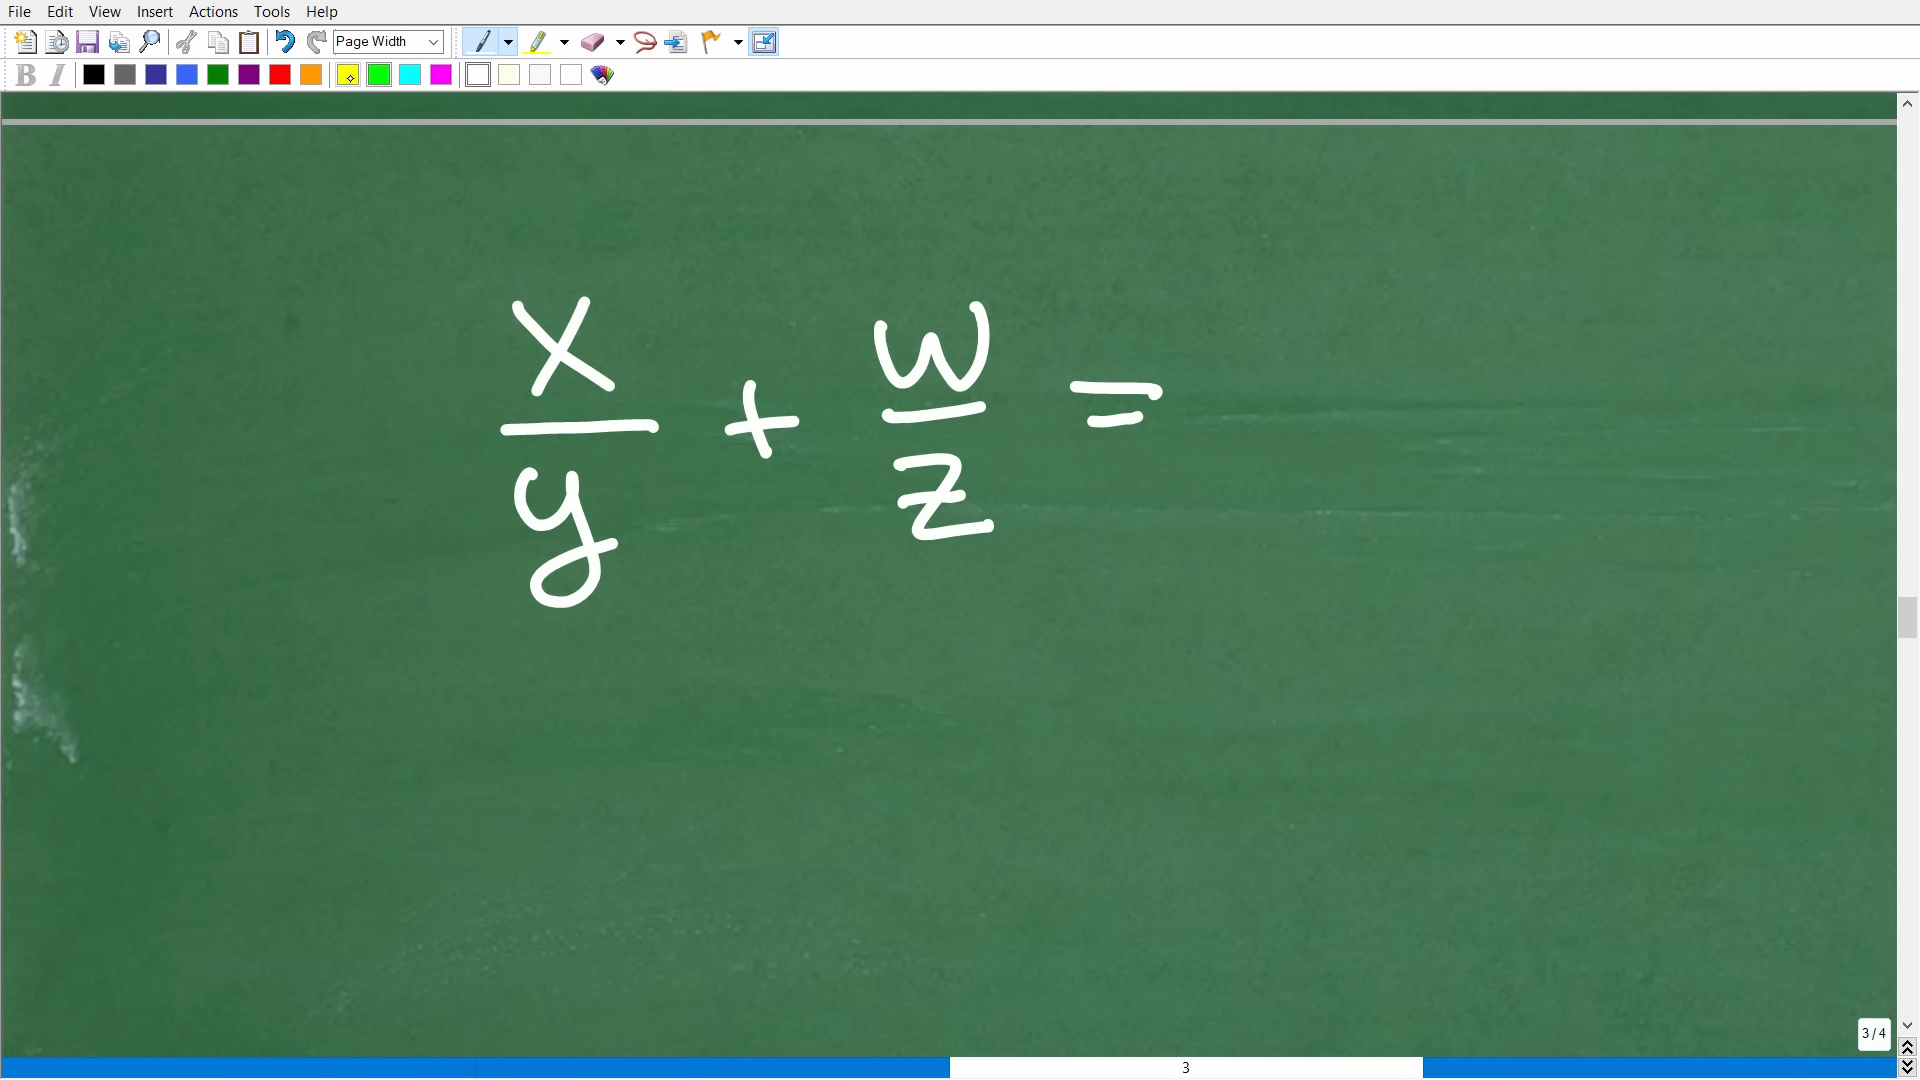 File Edit View Insert Actions Tools Help
Page Width
B I
x/y + w/z =
3 / 4
3